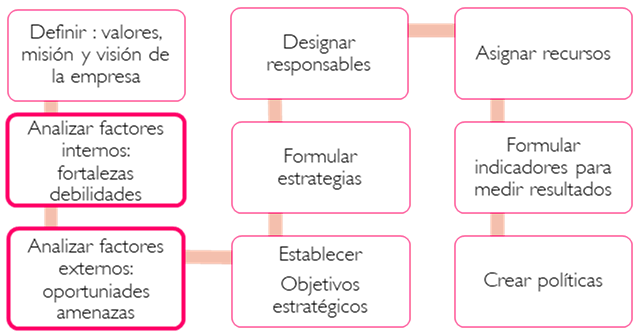 Definir : valores,
misión y visión de
la empresa
Analizar factores
internos:
fortalezas
debilidades
Analizar factores
externos:
oportuniades
amenazas
Establecer
Objetivos
estratégicos
Formular
estrategias
Designar
responsables
Asignar recursos
Formular
indicadores para
medir resultados
Crear políticas